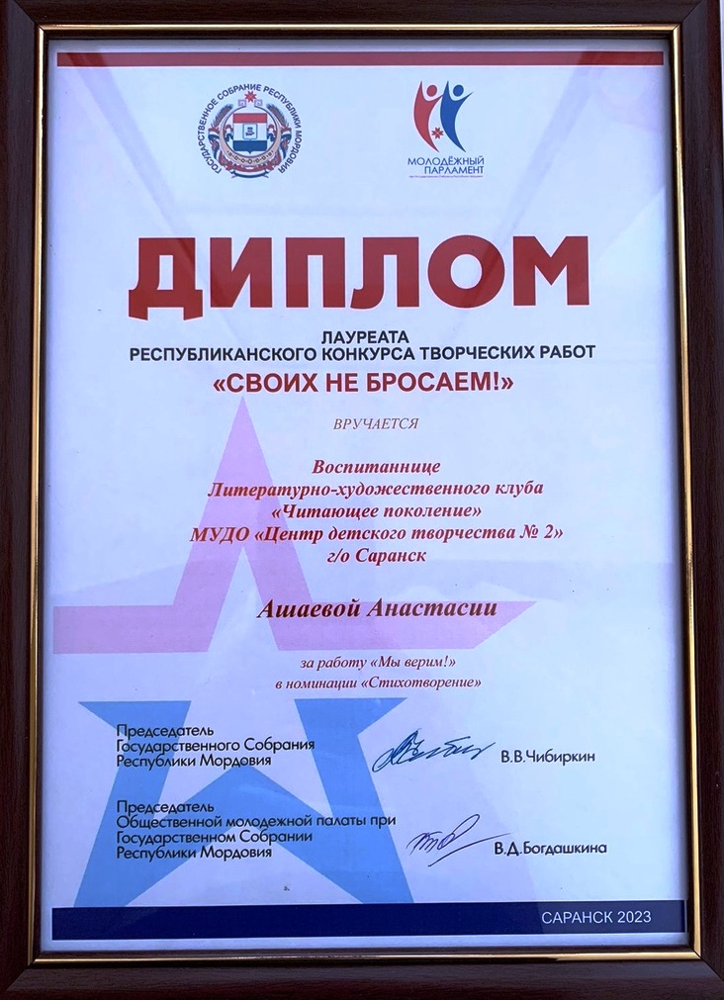 ГОСУДАРСТВЕННОЕ СОБРАНИЕ РЕСПУБЛИКИ МОРДОВИЯ
МОЛОДЁЖНЫЙ
ПАРЛАМЕНТ
ДИПЛОМ
ЛАУРЕАТА
РЕСПУБЛИКАНСКОГО КОНКУРСА ТВОРЧЕСКИХ РАБОТ
«СВОИХ НЕ БРОСАЕМ!»
ВРУЧАЕТСЯ
Воспитаннице
Литературно-художественного клуба
«Читающее поколение»
МУДО «Центр детского творчества № 2»
г/о Саранск
Ашаевой Анастасии
за работу «Мы верим!»
в номинации «Стихотворение»
Председатель
Государственного Собрания
Республики Мордовия
В.В.Чибиркин
Председатель
Общественной молодежной палаты при
Государственном Собрании
Республики Мордовия
В.Д.Богдашкина
САРАНСК 2023